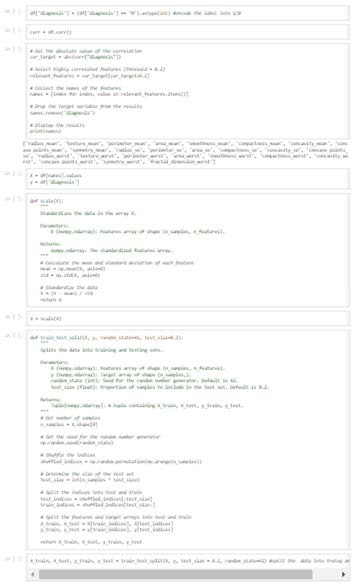 In [ ]: df['diagnosis'] = (df['diagnosis'] == 'M').astype(int) #encode the label into 1/0
In [ ]: corr = df.corr()
In [ ]: # Get the absolute value of the correlation
cor_target = abs(corr["diagnosis"])
# Select highly correlated features (threshold = 0.2)
relevant_features = cor_target[cor_target>0.2]
# Collect the names of the features
names = [index for index, value in relevant_features.items()]
# Drop the target variable from the results
names.remove('diagnosis')
# Display the results
print(names)
['radius_mean', 'texture_mean', 'perimeter_mean', 'area_mean', 'smoothness_mean', 'compactness_mean', 'concavity_mean', 'conc
ave points_mean', 'symmetry_mean', 'radius_se', 'perimeter_se', 'area_se', 'compactness_se', 'concavity_se', 'concave points_
se', 'radius_worst', 'texture_worst', 'perimeter_worst', 'area_worst', 'smoothness_worst', 'compactness_worst', 'concavity_wo
rst', 'concave points_worst', 'symmetry_worst', 'fractal_dimension_worst']
In [ ]: X = df[names].values
y = df['diagnosis']
In [ ]: def scale(X):
"""
Standardizes the data in the array X.
Parameters:
X (numpy.ndarray): Features array of shape (n_samples, n_features).
Returns:
numpy.ndarray: The standardized features array.
"""
# Calculate the mean and standard deviation of each feature
mean = np.mean(X, axis=0)
std = np.std(X, axis=0)
# Standardize the data
X = (X - mean) / std
return X
In [ ]: X = scale(X)
In [ ]: def train_test_split(X, y, random_state=42, test_size=0.2):
"""
Splits the data into training and testing sets.
Parameters:
X (numpy.ndarray): Features array of shape (n_samples, n_features).
y (numpy.ndarray): Target array of shape (n_samples,).
random_state (int): Seed for the random number generator. Default is 42.
test_size (float): Proportion of samples to include in the test set. Default is 0.2.
Returns:
Tuple[numpy.ndarray]: A tuple containing X_train, X_test, y_train, y_test.
"""
# Get number of samples
n_samples = X.shape[0]
# Set the seed for the random number generator
np.random.seed(random_state)
# Shuffle the indices
shuffled_indices = np.random.permutation(np.arange(n_samples))
# Determine the size of the test set
test_size = int(n_samples * test_size)
# Split the indices into test and train
test_indices = shuffled_indices[:test_size]
train_indices = shuffled_indices[test_size:]
# Split the features and target arrays into test and train
X_train, X_test = X[train_indices], X[test_indices]
y_train, y_test = y[train_indices], y[test_indices]
return X_train, X_test, y_train, y_test
In [ ]: X_train, X_test, y_train, y_test = train_test_split(X, y, test_size = 0.2, random_state=42) #split the data into traing an